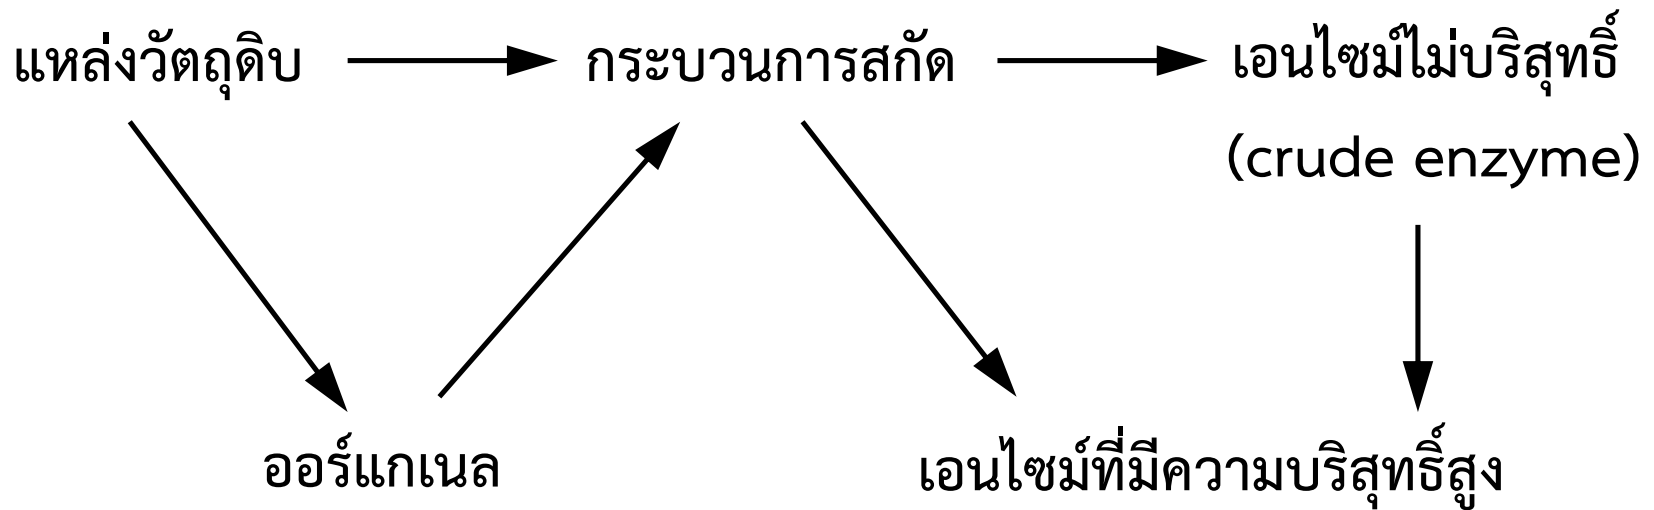 แหล่งวัตถุดิบ
กระบวนการสกัด
เอนไซม์ไม่บริสุทธิ์
(crude enzyme)
ออร์แกเนล
เอนไซม์ที่มีความบริสุทธิ์สูง